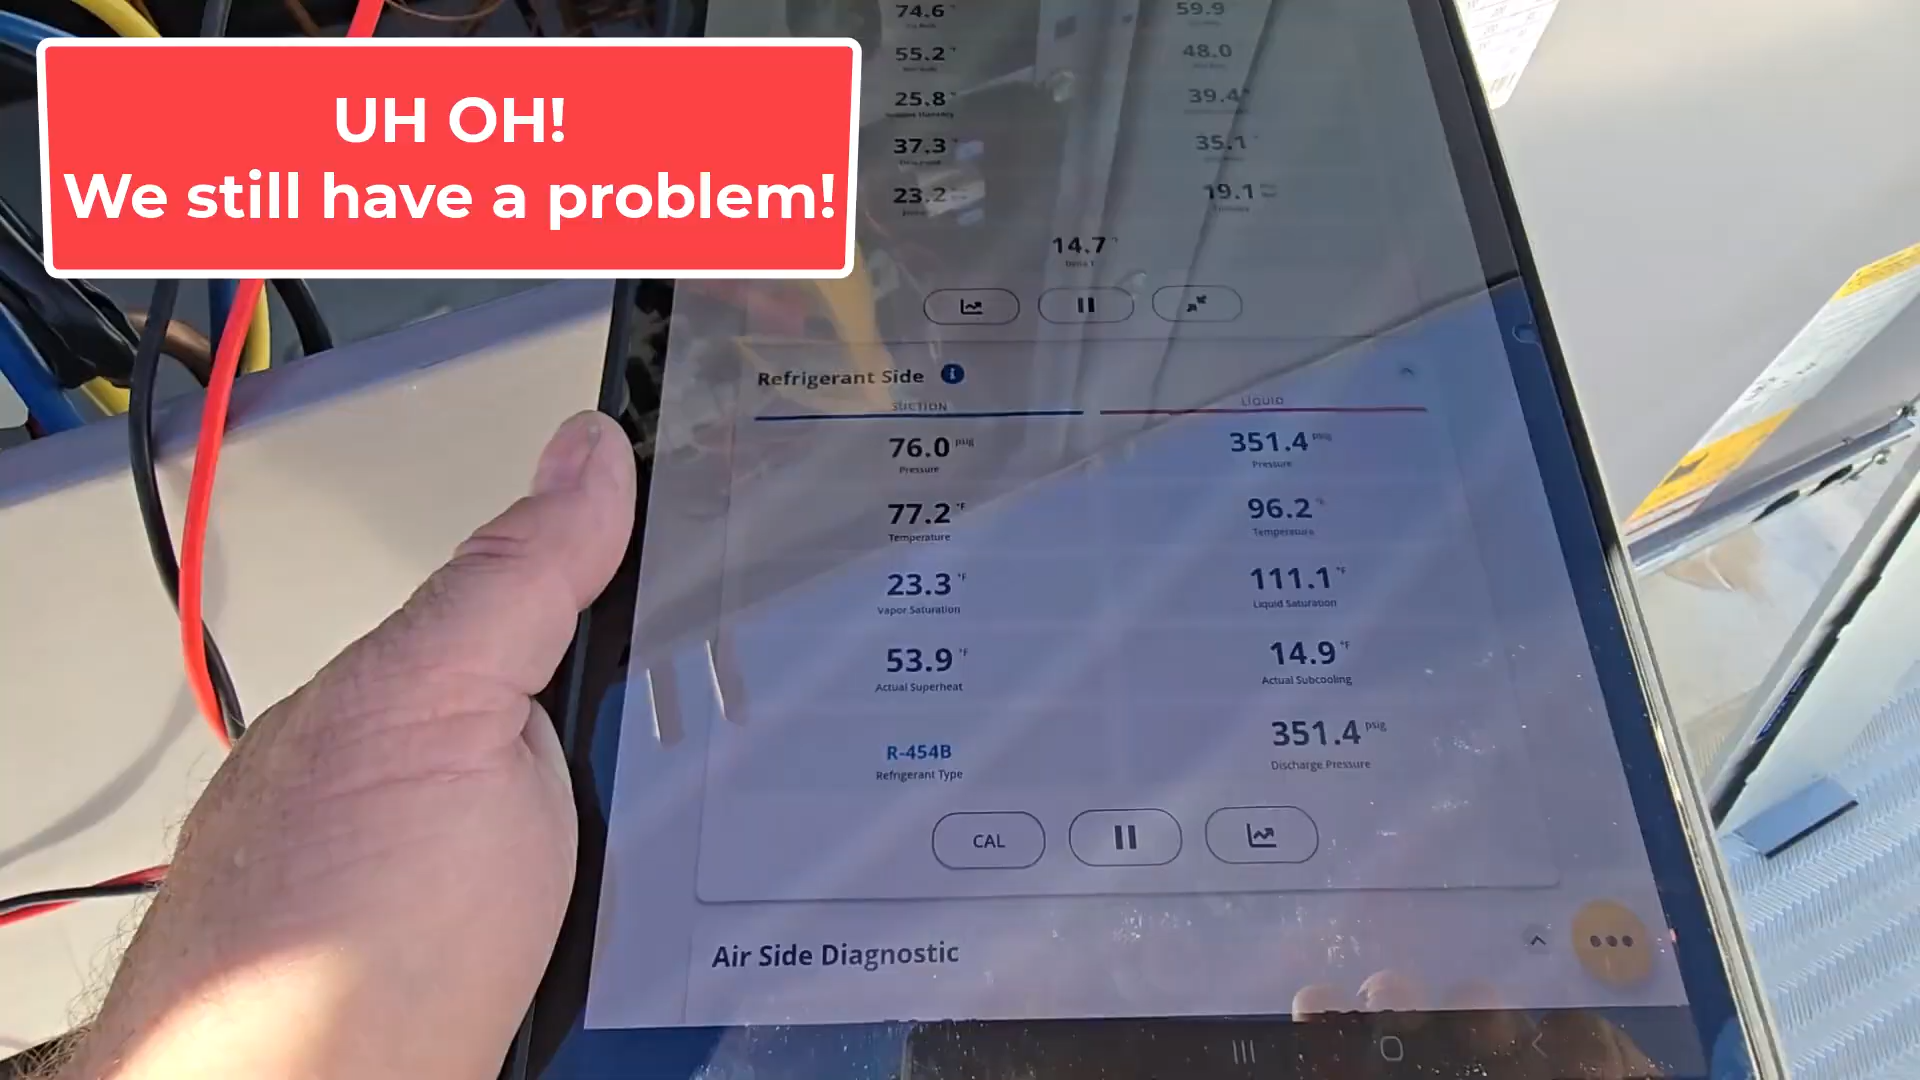 UH OH!
We still have a problem!
74.6 59.9
55.2 48.0
25.8 39.4
37.3 35.1
23.2 19.1
14.7
Refrigerant Side
SUCTION LIQUID
76.0 psig 351.4 psig
Pressure Pressure
77.2 °F 96.2 °F
Temperature Temperature
23.3 °F 111.1 °F
Vapor Saturation Liquid Saturation
53.9 °F 14.9 °F
Actual Superheat Actual Subcooling
R-454B 351.4 psig
Refrigerant Type Discharge Pressure
CAL
Air Side Diagnostic